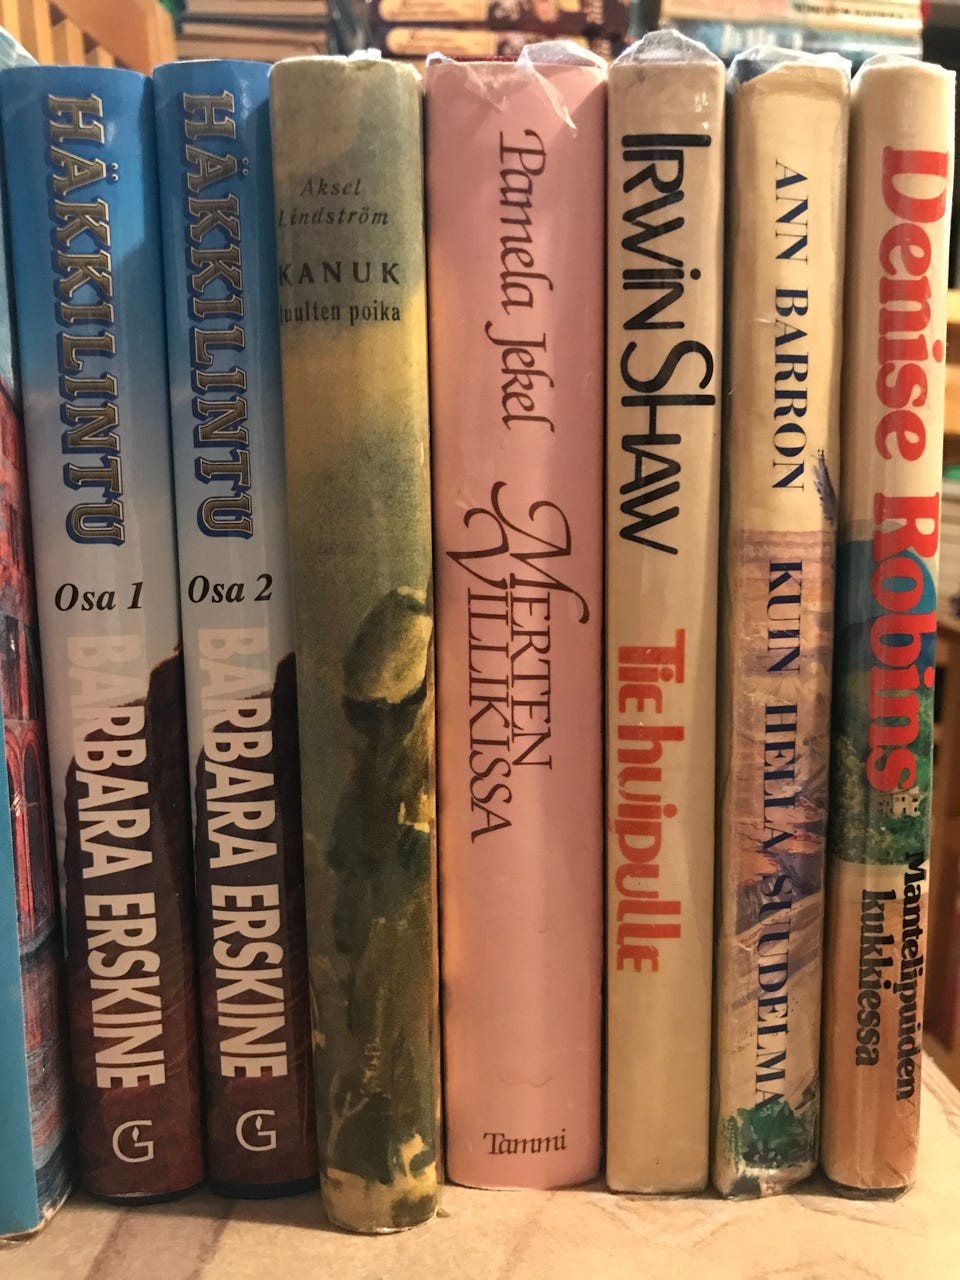 HÄKKILINTU
Osa 1
BARBARA ERSKINE
G
HÄKKILINTU
Osa 2
BARBARA ERSKINE
G
Aksel
Lindström
KANUK
tuulten poika
Pamela Jekel
MERTEN
VILLIKISSA
Tammi
IRWIN SHAW
Tie huipulle
ANN BARRON
KUN HELLÄ SUUDELMA
Denise Robins
Mantelipuiden
kukkiessa